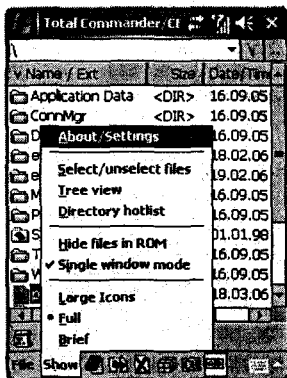 Total Commander/CE
\
Name / Ext Size Date/Time
Application Data <DIR> 16.09.05
ConnMgr <DIR> 16.09.05
D 16.09.05
About/Settings
e 18.02.06
Select/unselect files
e 19.02.06
Tree view
M 16.09.05
Directory hotlist
P 16.09.05
S 01.01.98
Hide files in ROM
T 16.09.05
Single window mode
W 16.09.05
Large Icons
18.03.06
Full
Brief
File Show